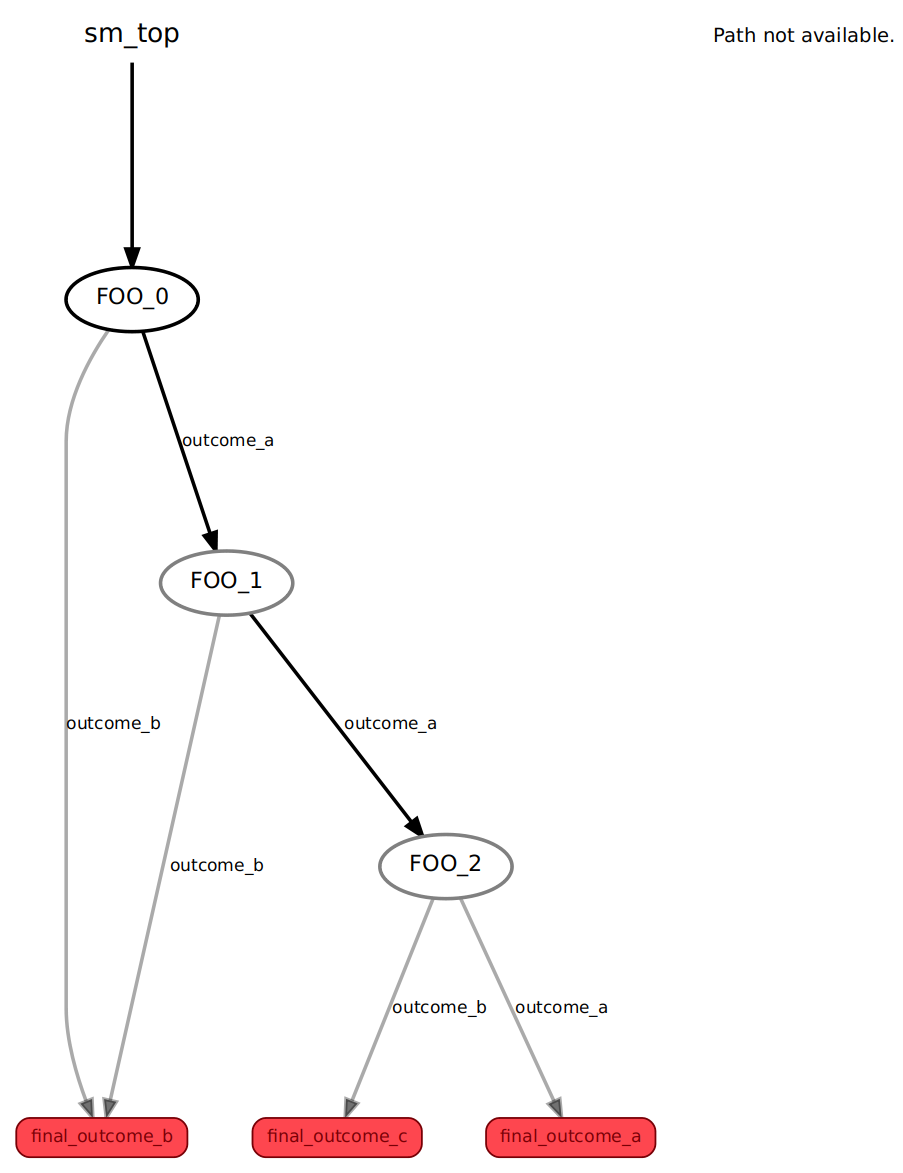 sm_top
Path not available.
FOO_0
outcome_a
FOO_1
outcome_b
outcome_a
outcome_b
FOO_2
outcome_b
outcome_a
final_outcome_b
final_outcome_c
final_outcome_a